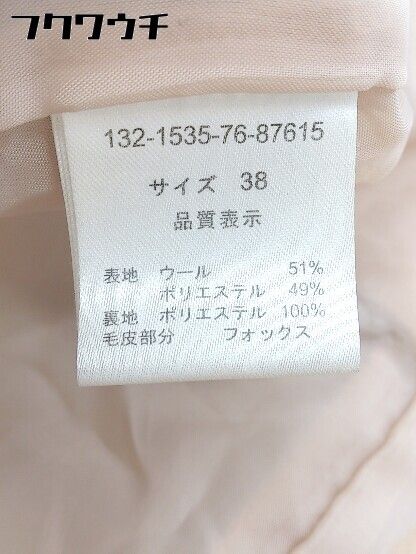 フクワウチ
132-1535-76-87615
サイズ 38
品質表示
表地 ウール 51%
ポリエステル 49%
裏地 ポリエステル 100%
毛皮部分 フォックス